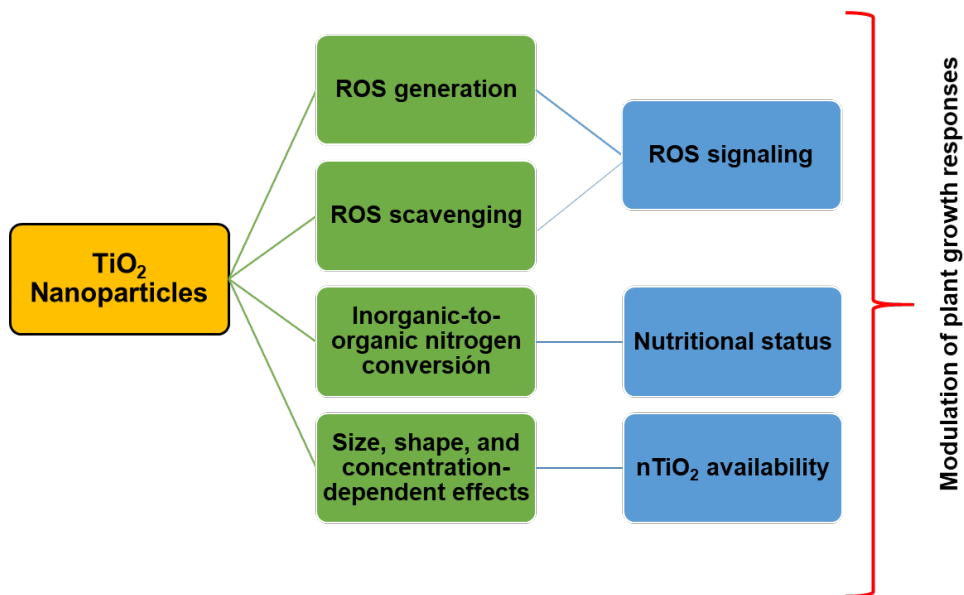 TiO₂
Nanoparticles
ROS generation
ROS scavenging
Inorganic-to-
organic nitrogen
conversión
Size, shape, and
concentration-
dependent effects
ROS signaling
Nutritional status
nTiO₂ availability
Modulation of plant growth responses